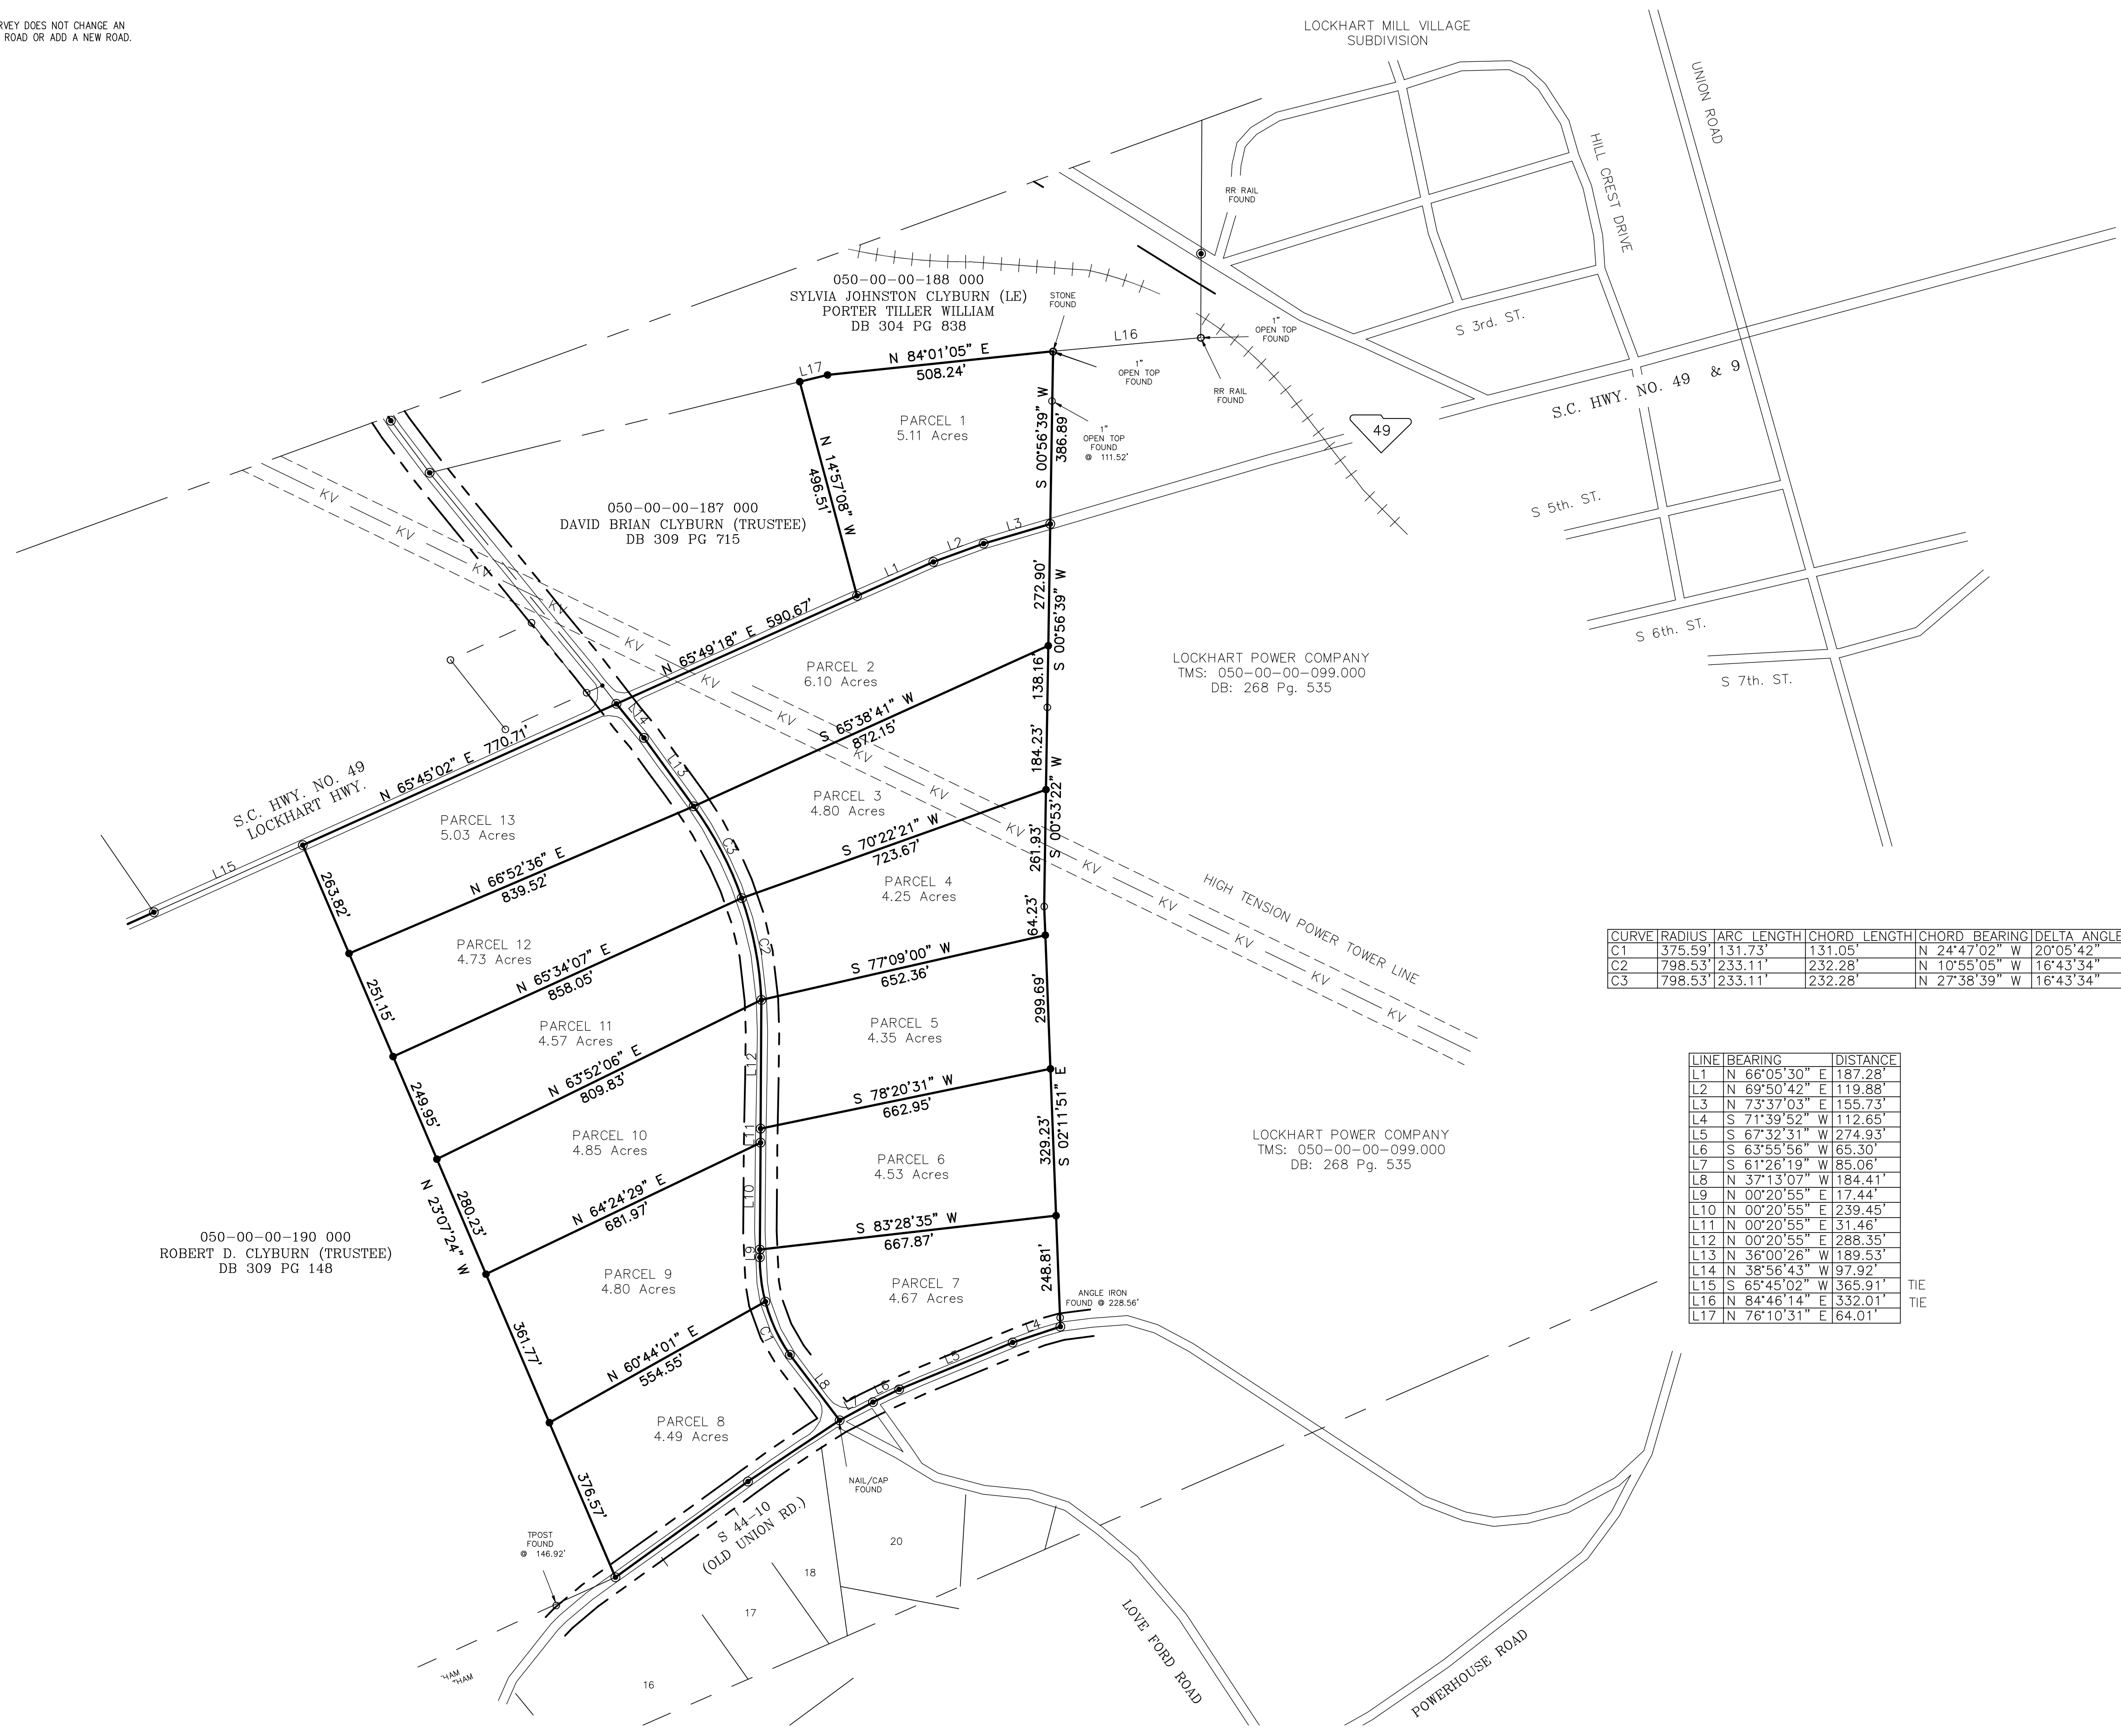 RVEY DOES NOT CHANGE AN
ROAD OR ADD A NEW ROAD.
LOCKHART MILL VILLAGE
SUBDIVISION
UNION ROAD
HILL CREST DRIVE
RR RAIL
FOUND
050-00-00-188 000
SYLVIA JOHNSTON CLYBURN (LE)
PORTER TILLER WILLIAM
DB 304 PG 838
STONE
FOUND
L16
1"
OPEN TOP
FOUND
S 3rd. ST.
L17
N 84°01'05" E
508.24'
1"
OPEN TOP
FOUND
RR RAIL
FOUND
S.C. HWY. NO. 49 & 9
49
PARCEL 1
5.11 Acres
S 00°56'39" W
386.89'
1"
OPEN TOP
FOUND
@ 111.52'
N 14°57'08" W
496.51'
050-00-00-187 000
DAVID BRIAN CLYBURN (TRUSTEE)
DB 309 PG 715
S 5th. ST.
L1
L2
L3
KV
KV
KV
KV
KV
KV
KV
KV
KV
KV
KV
KV
KV
KV
N 65°49'18" E 590.67'
272.90'
S 00°56'39" W
S 6th. ST.
S 7th. ST.
PARCEL 2
6.10 Acres
LOCKHART POWER COMPANY
TMS: 050-00-00-099.000
DB: 268 Pg. 535
138.16'
S 65°38'41" W
872.15'
L14
L13
S.C. HWY. NO. 49
LOCKHART HWY.
N 65°45'02" E 770.71'
184.23'
PARCEL 3
4.80 Acres
PARCEL 13
5.03 Acres
S 70°22'21" W
723.67'
S 00°53'22" W
261.93'
C3
L15
263.82'
N 66°52'36" E
839.52'
PARCEL 4
4.25 Acres
HIGH TENSION POWER TOWER LINE
64.23'
CURVE RADIUS ARC LENGTH CHORD LENGTH CHORD BEARING DELTA ANGLE
C1 375.59' 131.73' 131.05' N 24°47'02" W 20°05'42"
C2 798.53' 233.11' 232.28' N 10°55'05" W 16°43'34"
C3 798.53' 233.11' 232.28' N 27°38'39" W 16°43'34"
PARCEL 12
4.73 Acres
C2
S 77°09'00" W
652.36'
N 65°34'07" E
858.05'
251.15'
299.69'
PARCEL 11
4.57 Acres
PARCEL 5
4.35 Acres
L12
N 63°52'06" E
809.83'
249.95'
S 78°20'31" W
662.95'
S 02°11'51" E
329.23'
LINE BEARING DISTANCE
L1 N 66°05'30" E 187.28'
L2 N 69°50'42" E 119.88'
L3 N 73°37'03" E 155.73'
L4 S 71°39'52" W 112.65'
L5 S 67°32'31" W 274.93'
L6 S 63°55'56" W 65.30'
L7 S 61°26'19" W 85.06'
L8 N 37°13'07" W 184.41'
L9 N 00°20'55" E 17.44'
L10 N 00°20'55" E 239.45'
L11 N 00°20'55" E 31.46'
L12 N 00°20'55" E 288.35'
L13 N 36°00'26" W 189.53'
L14 N 38°56'43" W 97.92'
L15 S 65°45'02" W 365.91' TIE
L16 N 84°46'14" E 332.01' TIE
L17 N 76°10'31" E 64.01'
PARCEL 10
4.85 Acres
L11
LOCKHART POWER COMPANY
TMS: 050-00-00-099.000
DB: 268 Pg. 535
PARCEL 6
4.53 Acres
N 64°24'29" E
681.97'
280.23'
N 23°07'24" W
L10
S 83°28'35" W
667.87'
050-00-00-190 000
ROBERT D. CLYBURN (TRUSTEE)
DB 309 PG 148
L9
PARCEL 9
4.80 Acres
PARCEL 7
4.67 Acres
248.81'
ANGLE IRON
FOUND @ 228.56'
361.77'
N 60°44'01" E
554.55'
C1
L8
L7
L6
L5
L4
PARCEL 8
4.49 Acres
376.57'
NAIL/CAP
FOUND
S 44-10
(OLD UNION RD.)
TPOST
FOUND
@ 146.92'
20
18
17
16
LOVE FORD ROAD
POWERHOUSE ROAD